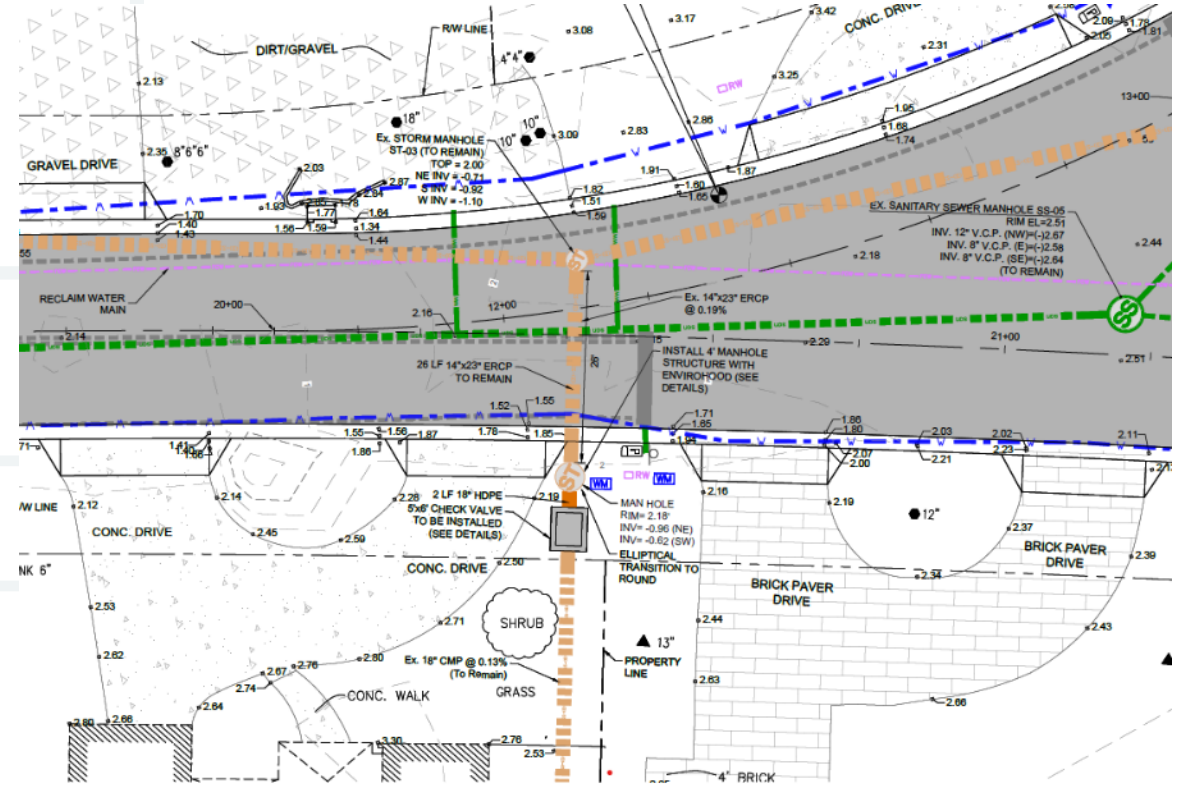 R/W LINE
DIRT/GRAVEL
CONC. DRIVE
3.08
3.17
3.42
2.09
1.78
2.05
1.81
2.31
2.13
4"4"
3.25
RW
13+00
18"
10"
10"
3.09
2.83
2.86
1.95
1.68
1.74
Ex. STORM MANHOLE
ST-03 (TO REMAIN)
TOP = 2.00
NE INV = -0.71
S INV = -0.92
W INV = -1.10
2.35
8"6"6"
GRAVEL DRIVE
2.03
2.87
1.93
1.77
1.64
1.56
1.59
1.34
1.44
1.70
1.40
1.43
1.82
1.51
1.59
1.91
1.60
1.65
1.87
EX. SANITARY SEWER MANHOLE SS-05
RIM EL=2.51
INV. 12" V.C.P. (NW)=(-)2.67
INV. 8" V.C.P. (E)=(-)2.58
INV. 8" V.C.P. (SE)=(-)2.64
(TO REMAIN)
2.44
2.18
ST
SS
RECLAIM WATER
MAIN
20+00
12+00
2.16
Ex. 14"x23" ERCP
@ 0.19%
2.14
2.29
21+00
2.51
26 LF 14"x23" ERCP
TO REMAIN
26'
INSTALL 4' MANHOLE
STRUCTURE WITH
ENVIROHOOD (SEE
DETAILS)
1.52
1.55
1.55
1.56
1.87
1.86
1.78
1.85
1.71
1.65
1.86
1.80
2.07
2.00
2.03
2.21
2.02
2.23
2.11
ST
WM
RW
WM
2.14
2.28
2.19
2.16
2.19
2.12
2.45
2.59
2 LF 18" HDPE
5'x6' CHECK VALVE
TO BE INSTALLED
(SEE DETAILS)
MAN HOLE
RIM= 2.18'
INV= -0.96 (NE)
INV= -0.62 (SW)
ELLIPTICAL
TRANSITION TO
ROUND
12"
2.37
2.39
CONC. DRIVE
CONC. DRIVE
2.50
BRICK PAVER
DRIVE
BRICK PAVER
DRIVE
2.34
2.53
2.62
2.71
SHRUB
2.44
2.43
13"
PROPERTY
LINE
2.63
2.66
2.67
2.76
2.80
2.74
2.64
Ex. 18" CMP @ 0.13%
(To Remain)
GRASS
CONC. WALK
2.60
2.66
3.30
2.76
2.53
4" BRICK